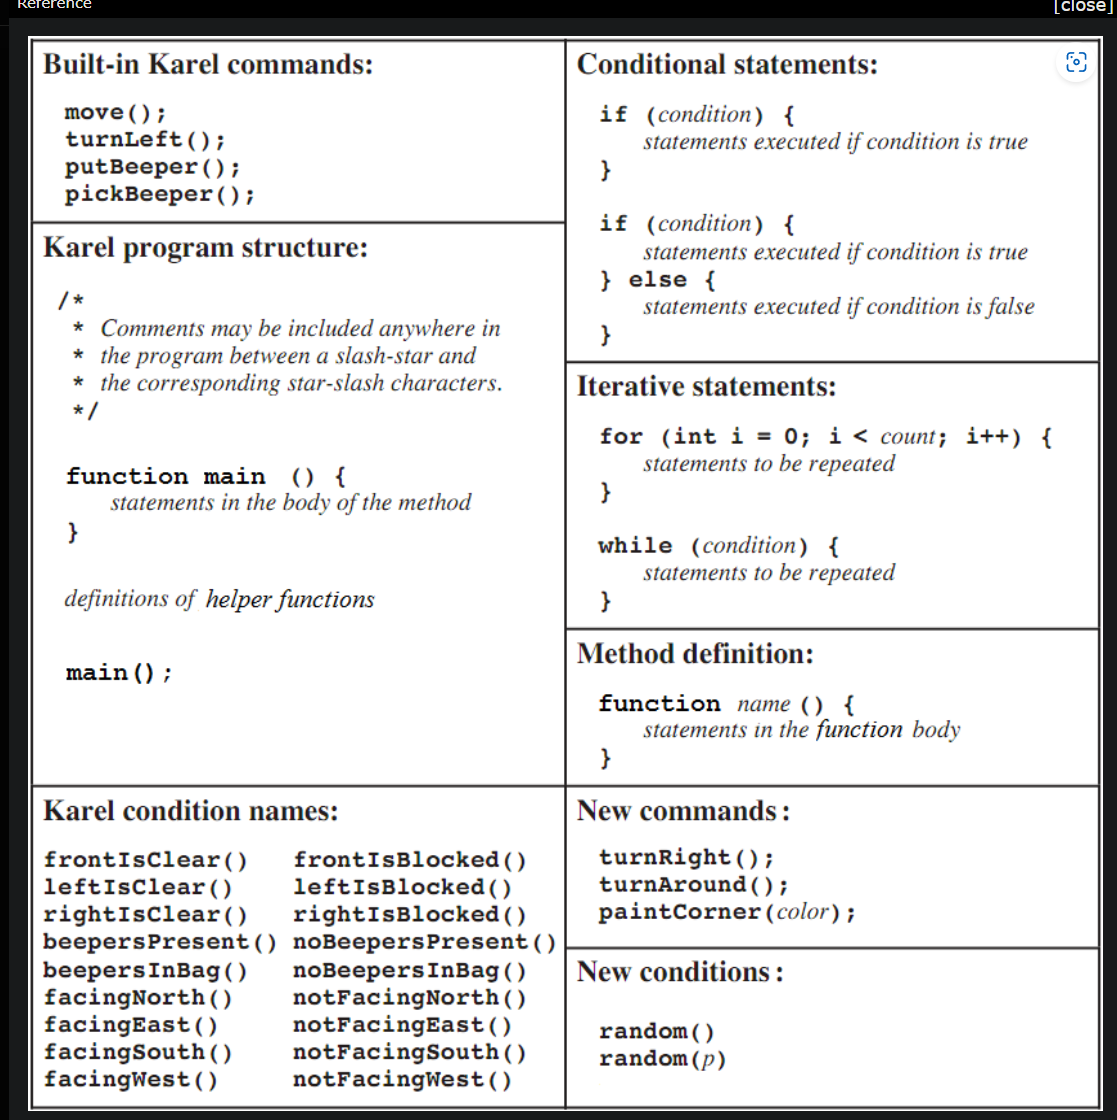 Reference
[close]
Built-in Karel commands:
move();
turnLeft();
putBeeper();
pickBeeper();
Karel program structure:
/*
* Comments may be included anywhere in
* the program between a slash-star and
* the corresponding star-slash characters.
*/
function main () {
statements in the body of the method
}
definitions of helper functions
main();
Karel condition names:
frontIsClear() frontIsBlocked()
leftIsClear() leftIsBlocked()
rightIsClear() rightIsBlocked()
beepersPresent() noBeepersPresent()
beepersInBag() noBeepersInBag()
facingNorth() notFacingNorth()
facingEast() notFacingEast()
facingSouth() notFacingSouth()
facingWest() notFacingWest()
Conditional statements:
if (condition) {
statements executed if condition is true
}
if (condition) {
statements executed if condition is true
} else {
statements executed if condition is false
}
Iterative statements:
for (int i = 0; i < count; i++) {
statements to be repeated
}
while (condition) {
statements to be repeated
}
Method definition:
function name () {
statements in the function body
}
New commands:
turnRight();
turnAround();
paintCorner(color);
New conditions:
random()
random(p)